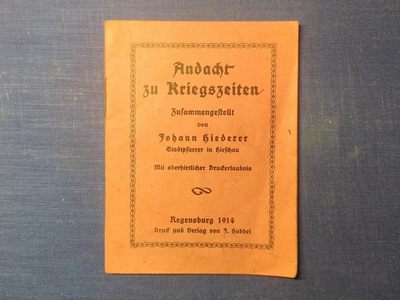 Andacht
zu Kriegszeiten
Zusammengestellt
von
Johann Hiederer
Stadtpfarrer in Hirschau
Mit oberhirtlicher Druckerlaubnis
Regensburg 1914
Druck und Verlag von J. Habbel